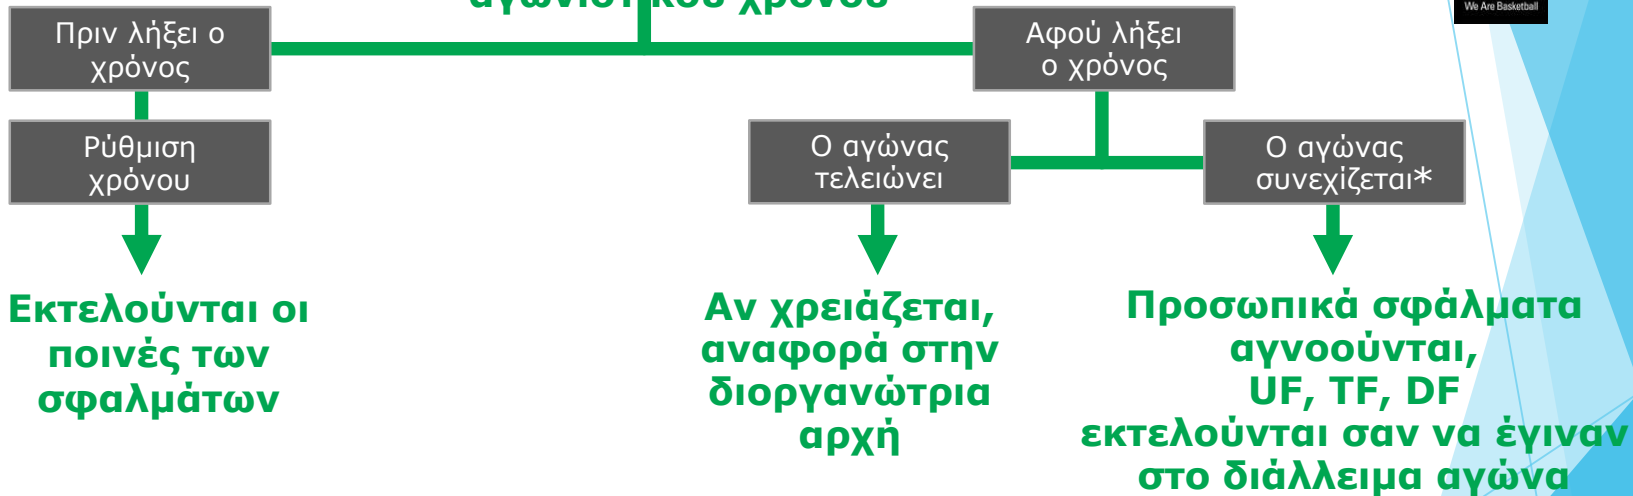 αγωνιστικού χρόνου
We Are Basketball
Πριν λήξει ο
χρόνος
Αφού λήξει
ο χρόνος
Ρύθμιση
χρόνου
Ο αγώνας
τελειώνει
Ο αγώνας
συνεχίζεται*
Εκτελούνται οι
ποινές των
σφαλμάτων
Αν χρειάζεται,
αναφορά στην
διοργανώτρια
αρχή
Προσωπικά σφάλματα
αγνοούνται,
UF, TF, DF
εκτελούνται σαν να έγιναν
στο διάλλειμα αγώνα